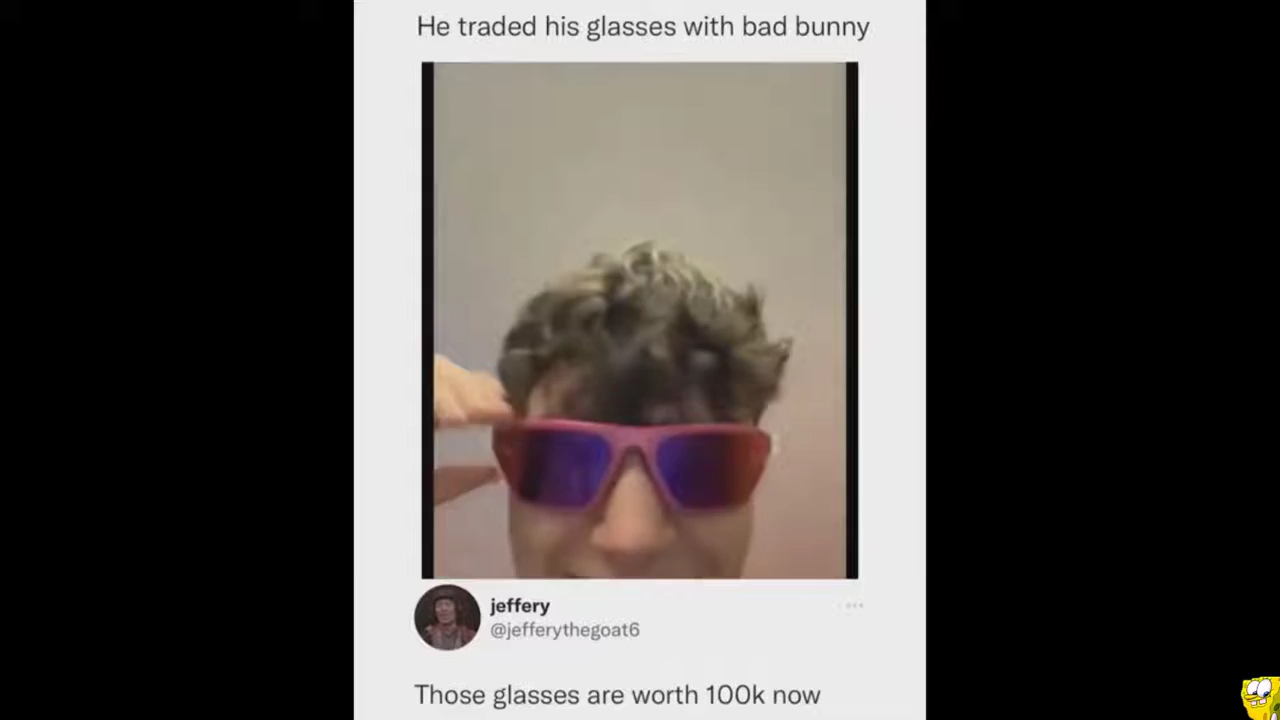 He traded his glasses with bad bunny
jeffery
@jefferythegoat6
Those glasses are worth 100k now